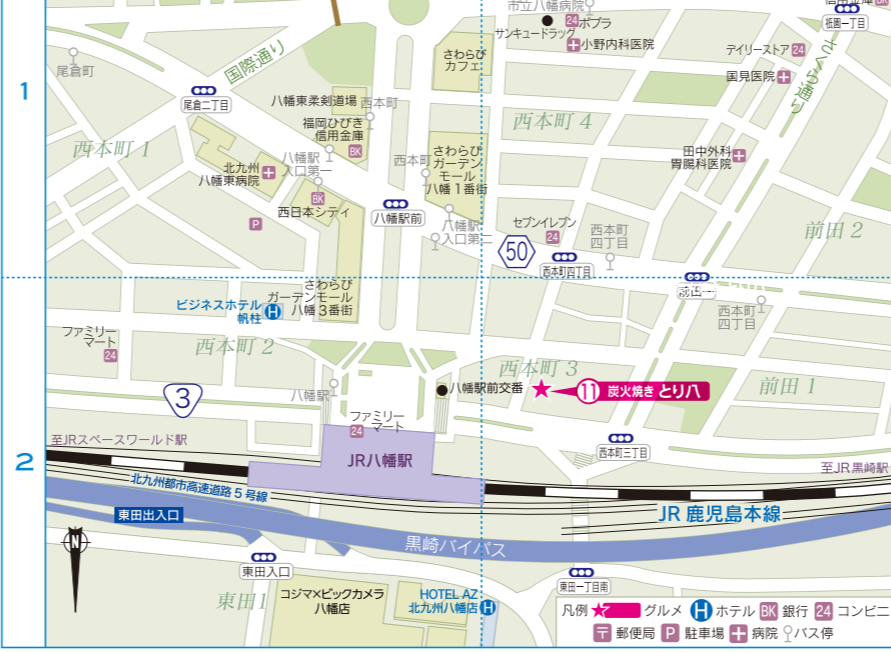 1
2
市立八幡病院
24 ポプラ
サンキュードラッグ
小野内科医院
祇園一丁目
デイリーストア 24
国見医院
さくら通り
尾倉町
国際通り
尾倉二丁目
さわらび
カフェ
八幡東柔剣道場
西本町
福岡ひびき
信用金庫
BK
西本町 4
西本町 1
北九州
八幡東病院
八幡駅
入口第一
西本町
さわらび
ガーデン
モール
八幡1番街
田中外科
胃腸科医院
BK
西日本シティ
P
八幡駅前
八幡駅
入口第二
セブンイレブン
24
50
西本町四丁目
西本町
四丁目
前田 2
さわらび
ガーデンモール
八幡3番街
ビジネスホテル
帆柱
H
西本町
四丁目
ファミリー
マート
24
西本町 2
西本町 3
3
八幡駅
八幡駅前交番
11 炭火焼き とり八
前田 1
ファミリー
マート
24
JR八幡駅
西本町三丁目
至JRスペースワールド駅
至JR黒崎駅
北九州都市高速道路5号線
JR 鹿児島本線
東田出入口
黒崎バイパス
N
東田入口
東田一丁目南
東田1
コジマ×ビックカメラ
八幡店
HOTEL AZ
北九州八幡店 H
凡例 グルメ H ホテル BK 銀行 24 コンビニ
〒 郵便局 P 駐車場 病院 バス停